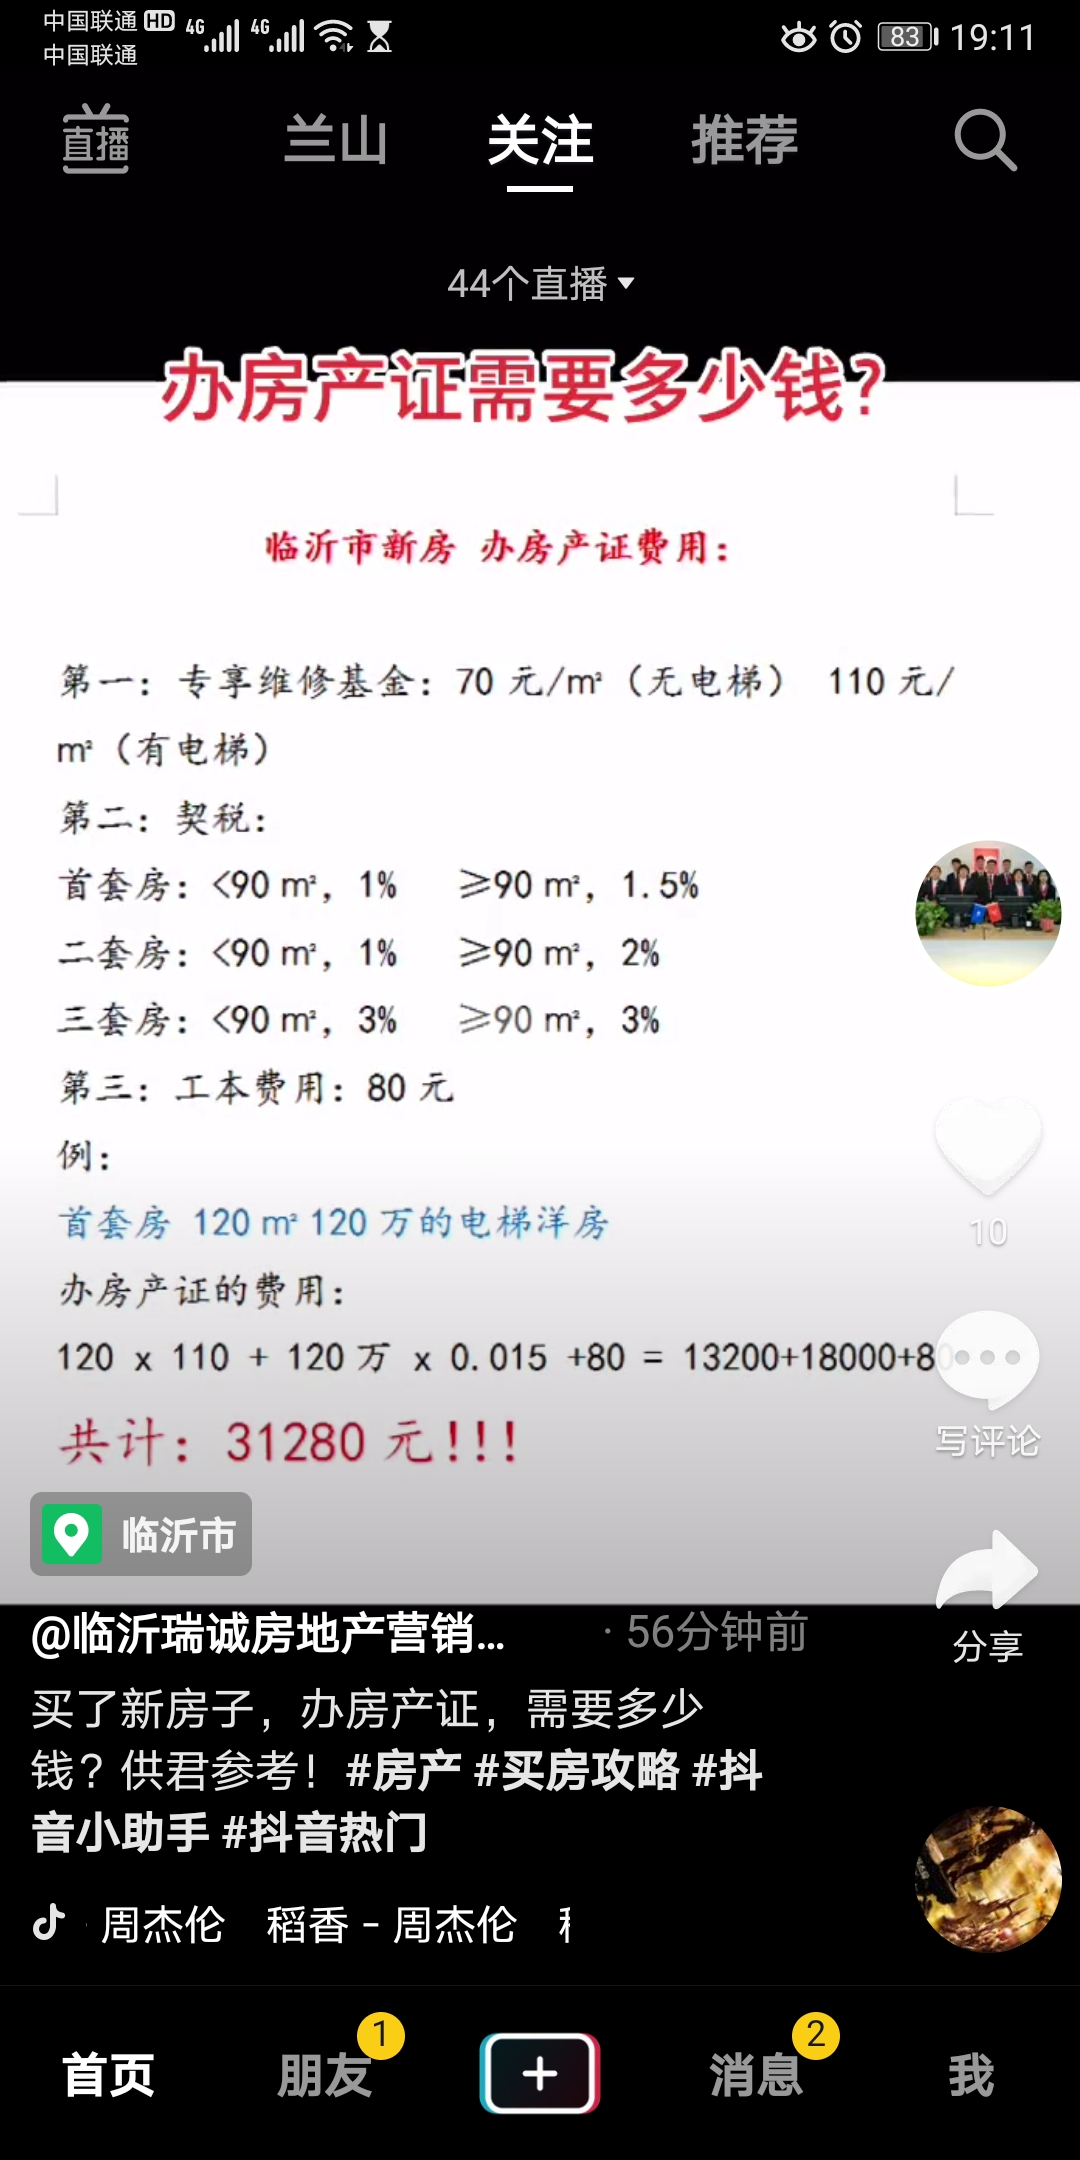 中国联通 HD 4G 4G 83 19:11
中国联通
直播 兰山 关注 推荐
44个直播
办房产证需要多少钱?
临沂市新房 办房产证费用:
第一: 专享维修基金: 70 元/㎡ (无电梯) 110 元/
㎡ (有电梯)
第二: 契税:
首套房: <90 ㎡, 1% ≥90 ㎡, 1.5%
二套房: <90 ㎡, 1% ≥90 ㎡, 2%
三套房: <90 ㎡, 3% ≥90 ㎡, 3%
第三: 工本费用: 80 元
例:
首套房 120 ㎡ 120 万的电梯洋房
10
办房产证的费用:
120 x 110 + 120 万 x 0.015 +80 = 13200+18000+80
写评论
共计: 31280 元!!!
临沂市
@临沂瑞诚房地产营销... · 56分钟前
分享
买了新房子，办房产证，需要多少
钱？供君参考！#房产 #买房攻略 #抖
音小助手 #抖音热门
周杰伦 稻香 - 周杰伦
首页 朋友 1 消息 2 我